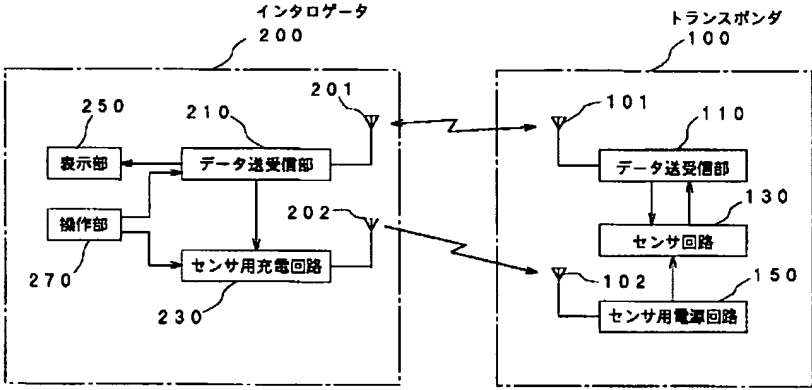 インタロゲータ
200
トランスポンダ
100
250
210
201
101
110
表示部
データ送受信部
データ送受信部
202
130
操作部
センサ回路
270
センサ用充電回路
230
102
150
センサ用電源回路